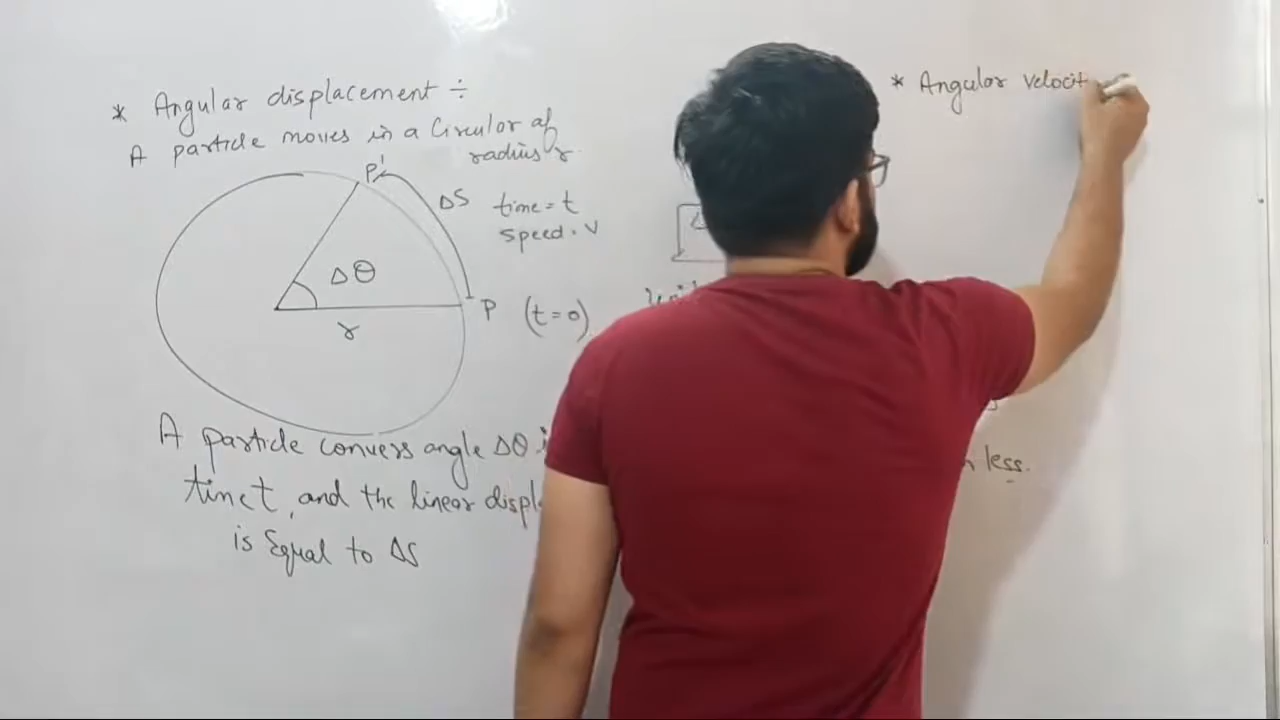 * Angular displacement ÷
A particle moves in a Circular of
radius r.
P'
ΔS
time = t
speed = v
Δθ
r
P (t=0)
A particle convers angle Δθ
time t, and the linear displ
is Equal to ΔS
less.
* Angular velocit